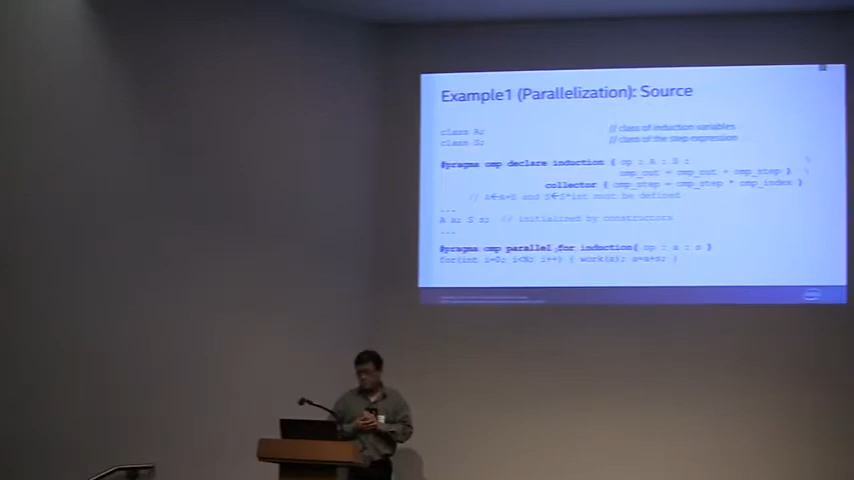 Example1 (Parallelization): Source
class A; // class of induction variables
class S; // class of the step expression
#pragma omp declare induction ( op : A : S :
omp_out = omp_out + omp_step ) \
collector ( omp_step = omp_step * omp_index )
// A←A+S and S←S*int must be defined
...
A a; S s; // initialized by constructors
...
#pragma omp parallel for induction( op : a : s )
for(int i=0; i<N; i++) { work(a); a=a+s; }